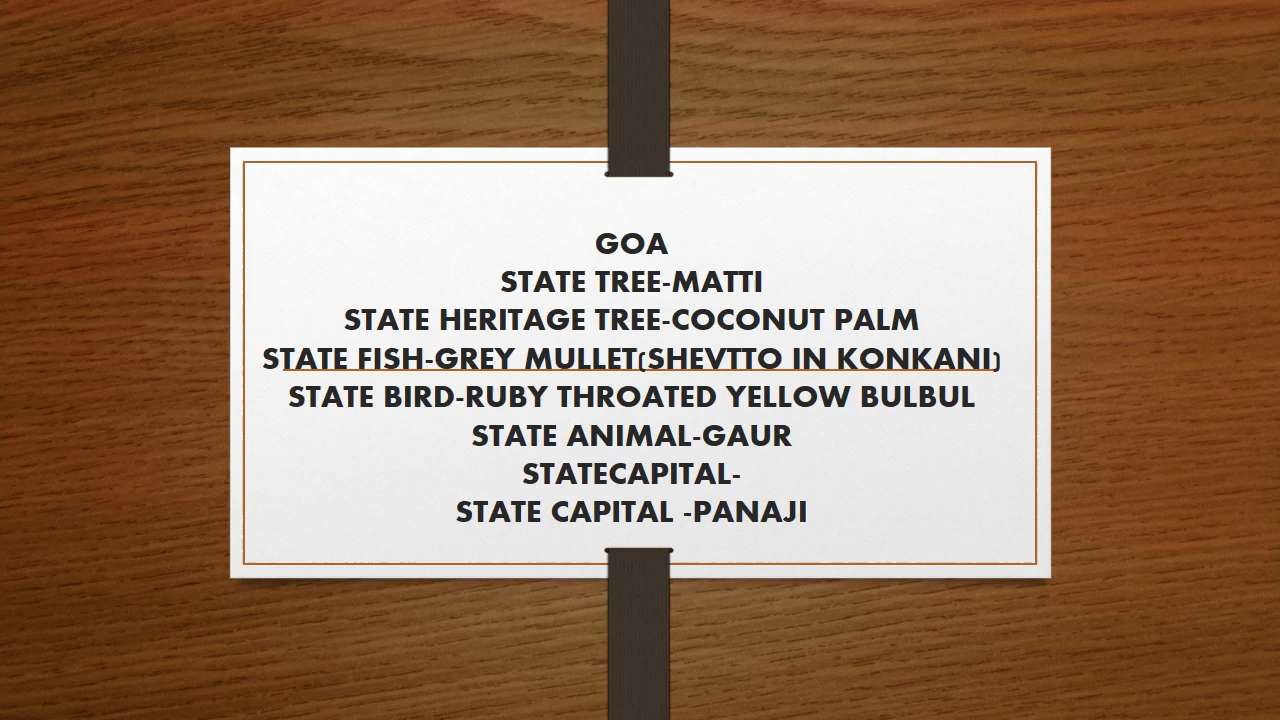 GOA
STATE TREE-MATTI
STATE HERITAGE TREE-COCONUT PALM
STATE FISH-GREY MULLET(SHEVTTO IN KONKANI)
STATE BIRD-RUBY THROATED YELLOW BULBUL
STATE ANIMAL-GAUR
STATECAPITAL-
STATE CAPITAL -PANAJI